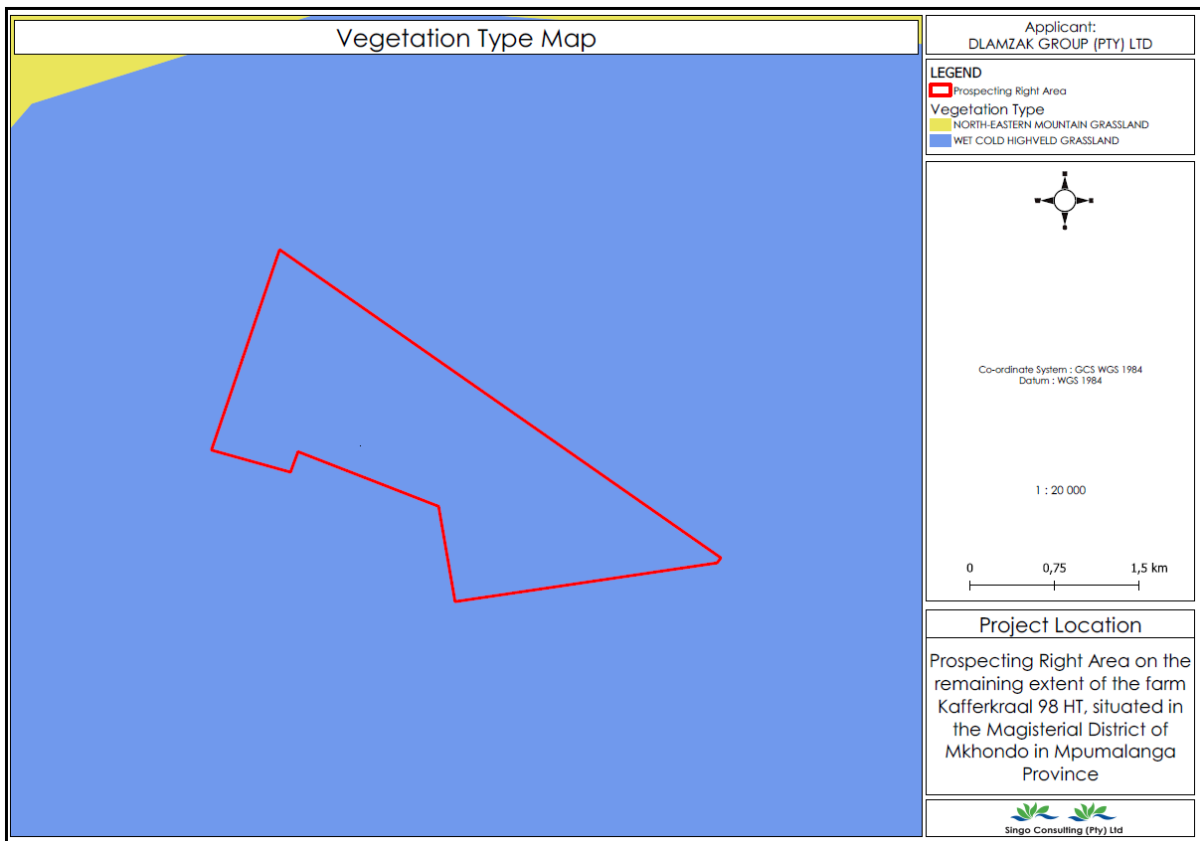 Vegetation Type Map
Applicant:
DLAMZAK GROUP (PTY) LTD
LEGEND
Prospecting Right Area
Vegetation Type
NORTH-EASTERN MOUNTAIN GRASSLAND
WET COLD HIGHVELD GRASSLAND
Co-ordinate System : GCS WGS 1984
Datum : WGS 1984
1 : 20 000
0 0,75 1,5 km
Project Location
Prospecting Right Area on the
remaining extent of the farm
Kafferkraal 98 HT, situated in
the Magisterial District of
Mkhondo in Mpumalanga
Province
Singo Consulting (Pty) Ltd